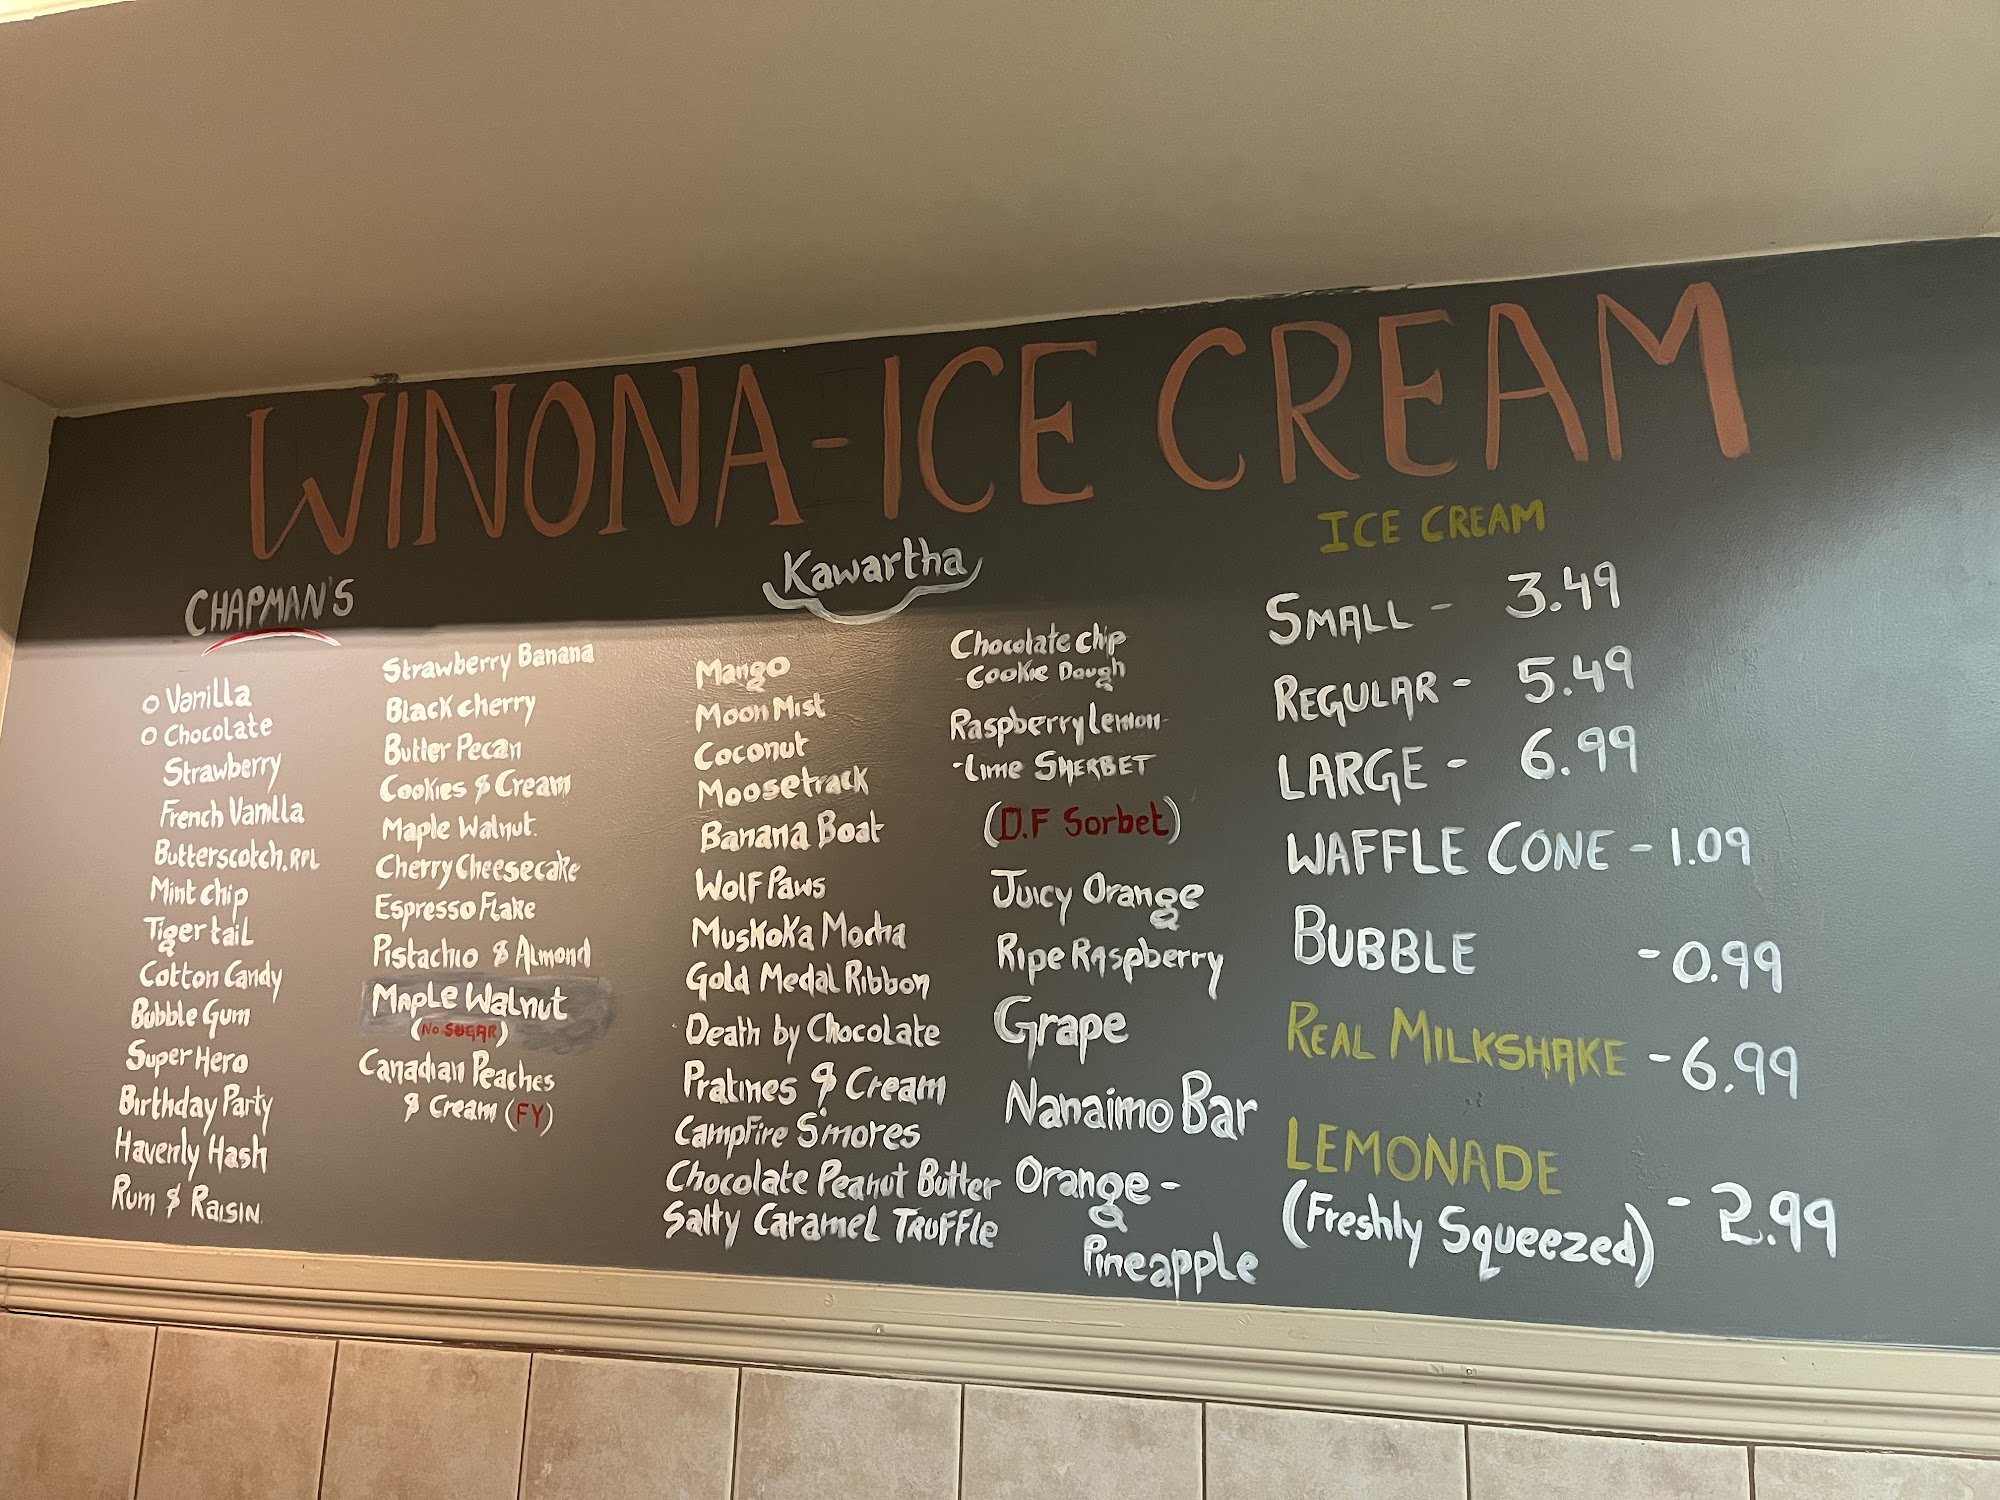 WINONA - ICE CREAM
CHAPMAN'S
Vanilla
Chocolate
Strawberry
French Vanilla
Butterscotch.RPL
Mint chip
Tiger tail
Cotton Candy
Bubble Gum
Super Hero
Birthday Party
Havenly Hash
Rum & Raisin
Strawberry Banana
Black cherry
Butter Pecan
Cookies & Cream
Maple Walnut
Cherry Cheesecake
Espresso Flake
Pistachio & Almond
Maple Walnut
(No SUGAR)
Canadian Peaches
& Cream (FY)
Kawartha
Mango
Moon Mist
Coconut
Moosetrack
Banana Boat
Wolf Paws
Muskoka Mocha
Gold Medal Ribbon
Death by Chocolate
Pralines & Cream
Campfire S'mores
Chocolate Peanut Butter
Salty Caramel Truffle
Chocolate chip
Cookie Dough
Raspberry Lemon-
-Lime SHERBET
(D.F Sorbet)
Juicy Orange
Ripe Raspberry
Grape
Nanaimo Bar
Orange -
Pineapple
ICE CREAM
SMALL - 3.49
REGULAR - 5.49
LARGE - 6.99
WAFFLE CONE - 1.09
BUBBLE - 0.99
REAL MILKSHAKE - 6.99
LEMONADE
(Freshly Squeezed) - 2.99